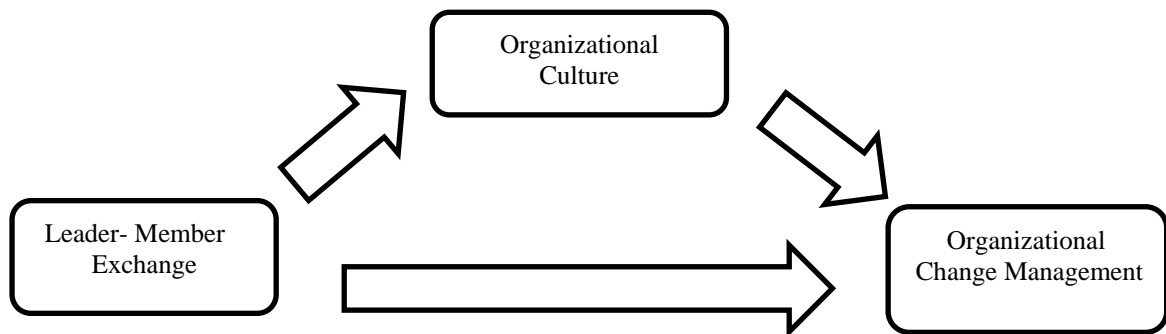 Organizational
Culture
Leader- Member
Exchange
Organizational
Change Management